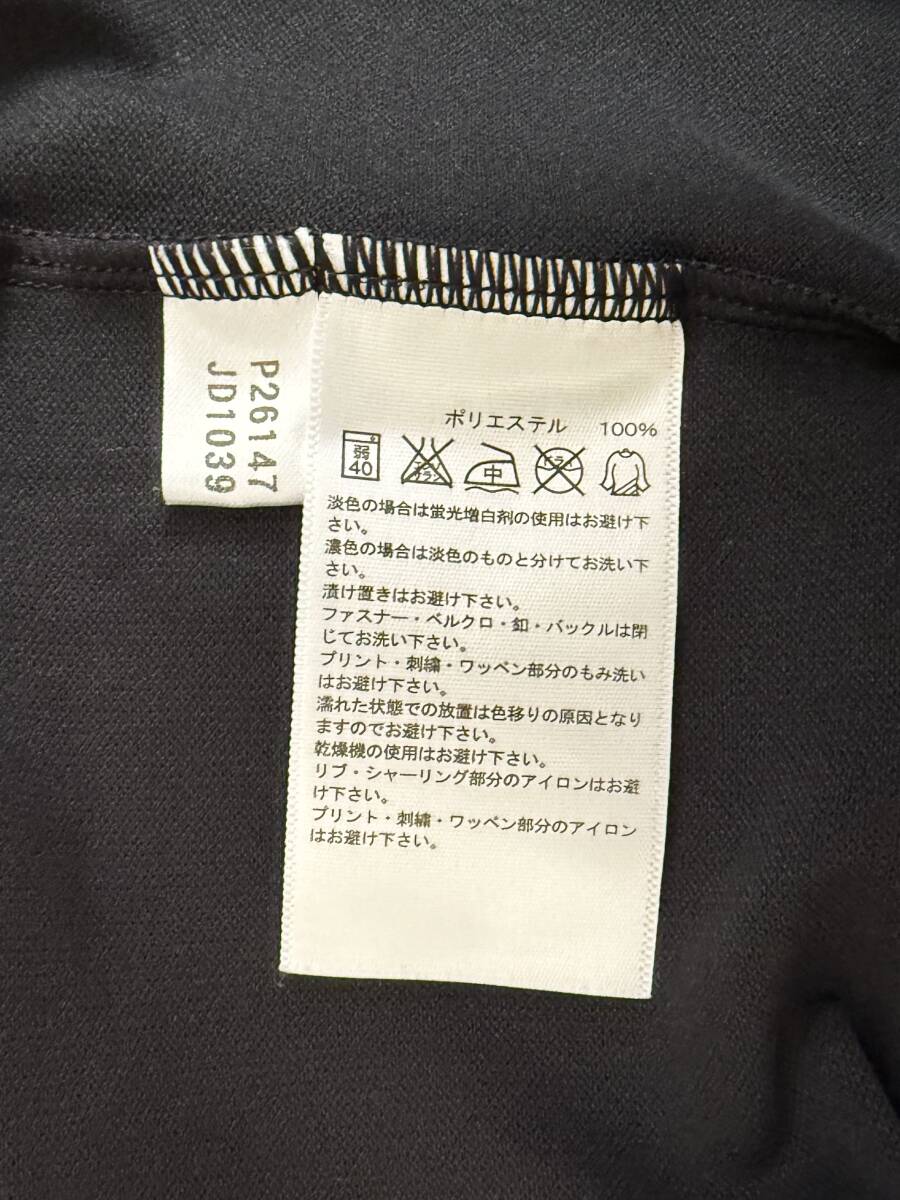 P26147
JD1039
ポリエステル 100%
弱
40
エンソ
サラシ
中
ドライ
淡色の場合は蛍光増白剤の使用はお避け下
さい。
濃色の場合は淡色のものと分けてお洗い下
さい。
漬け置きはお避け下さい。
ファスナー・ベルクロ・釦・バックルは閉
じてお洗い下さい。
プリント・刺繍・ワッペン部分のもみ洗い
はお避け下さい。
濡れた状態での放置は色移りの原因となり
ますのでお避け下さい。
乾燥機の使用はお避け下さい。
リブ・シャーリング部分のアイロンはお避
け下さい。
プリント・刺繍・ワッペン部分のアイロン
はお避け下さい。